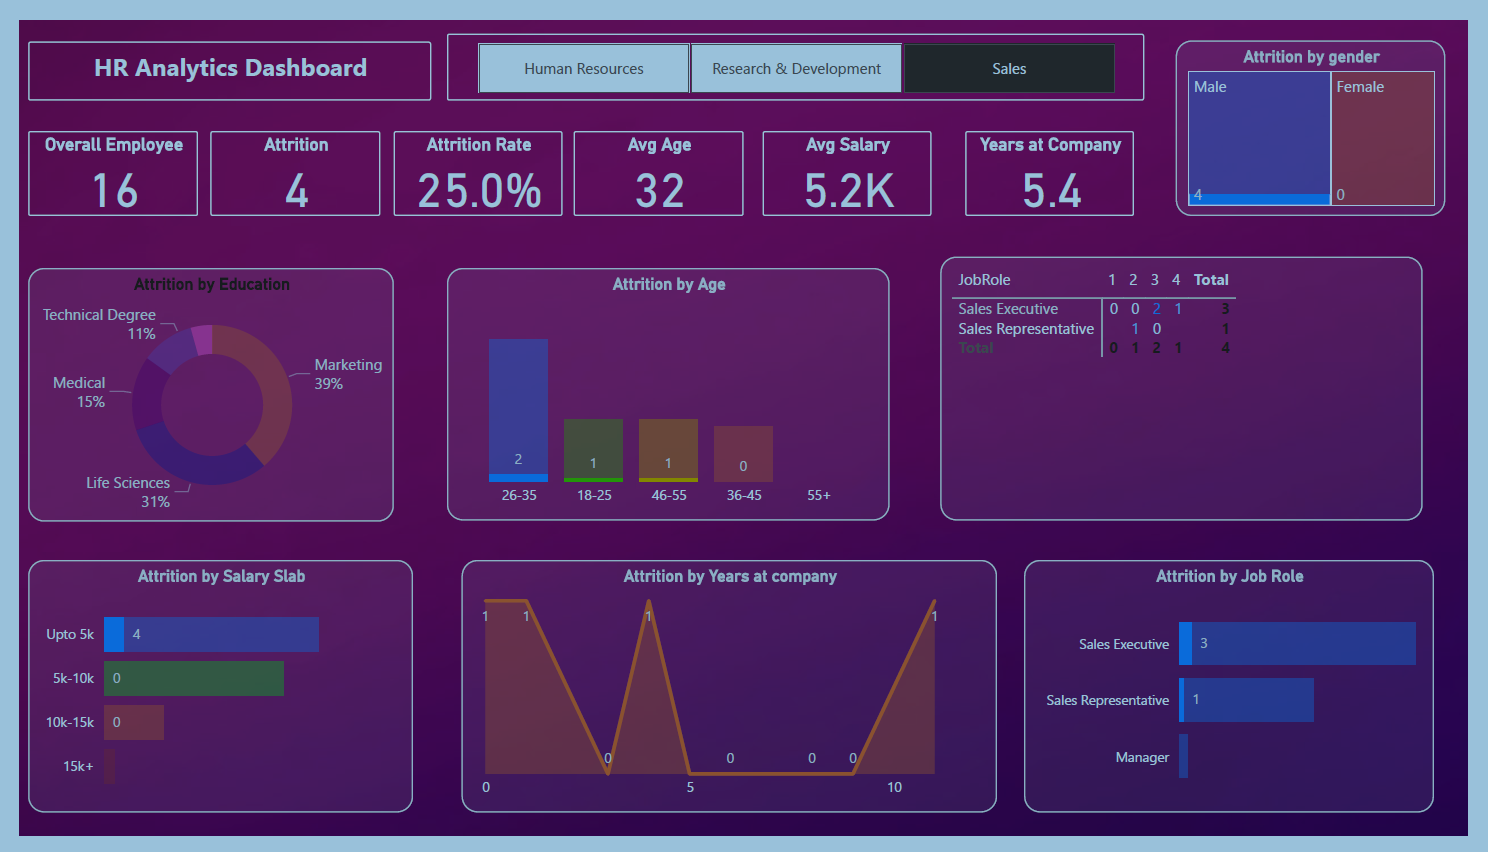 HR Analytics Dashboard
Human Resources
Research & Development
Sales
Attrition by gender
Male
Female
4
0
Overall Employee
16
Attrition
4
Attrition Rate
25.0%
Avg Age
32
Avg Salary
5.2K
Years at Company
5.4
Attrition by Education
Technical Degree
11%
Marketing
39%
Medical
15%
Life Sciences
31%
Attrition by Age
2
1
1
0
26-35
18-25
46-55
36-45
55+
JobRole 1 2 3 4 Total
Sales Executive 0 0 2 1 3
Sales Representative 1 0 1
Total 0 1 2 1 4
Attrition by Salary Slab
Upto 5k 4
5k-10k 0
10k-15k 0
15k+
Attrition by Years at company
1 1 1 1
0 0 0 0
0 5 10
Attrition by Job Role
Sales Executive 3
Sales Representative 1
Manager